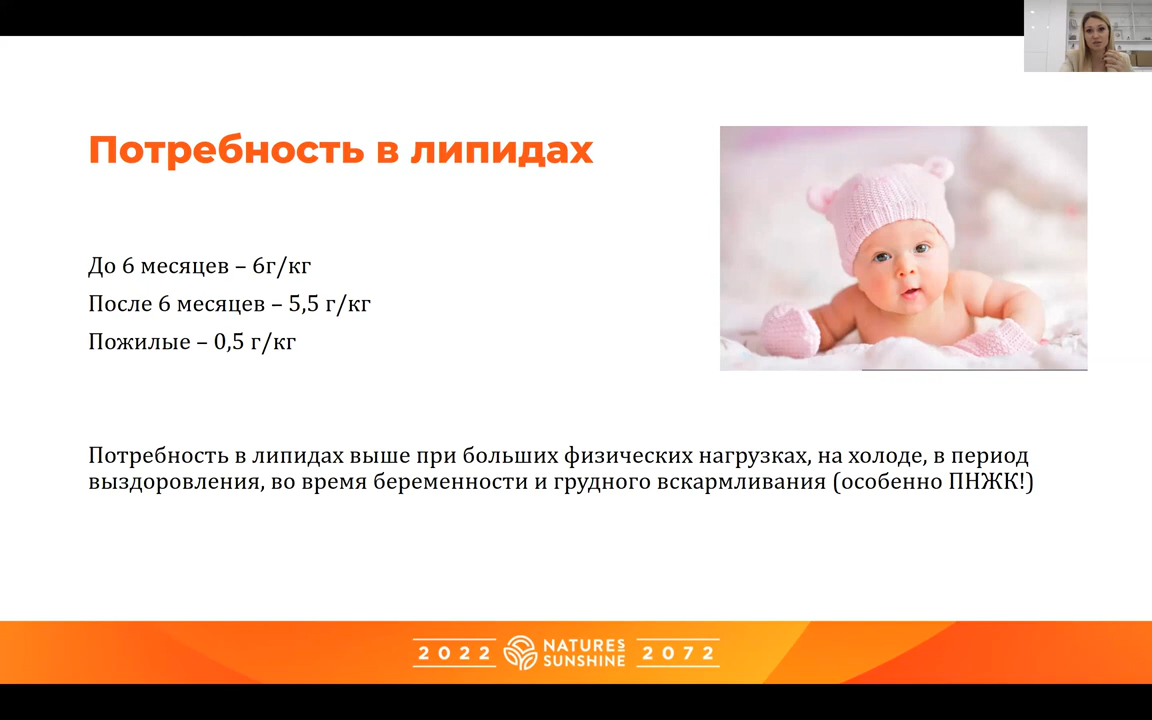 Потребность в липидах
До 6 месяцев – 6г/кг
После 6 месяцев – 5,5 г/кг
Пожилые – 0,5 г/кг
Потребность в липидах выше при больших физических нагрузках, на холоде, в период
выздоровления, во время беременности и грудного вскармливания (особенно ПНЖК!)
2022 NATURES SUNSHINE 2072